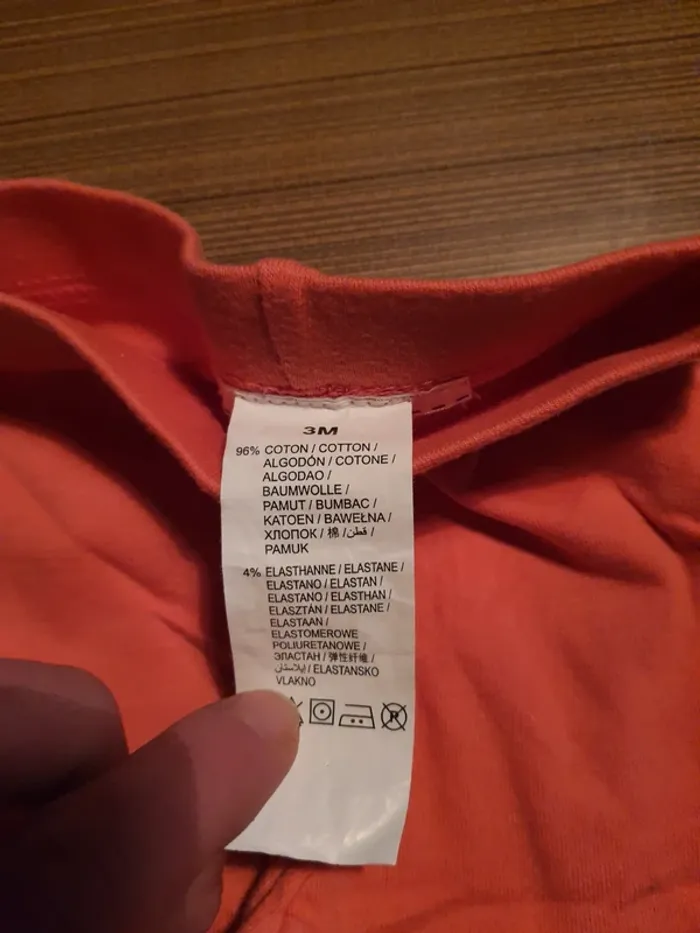 3M
96% COTON / COTTON /
ALGODÓN / COTONE /
ALGODAO /
BAUMWOLLE /
PAMUT / BUMBAC /
KATOEN / BAWEŁNA /
ХЛОПОК / 棉 / قطن /
PAMUK
4% ELASTHANNE / ELASTANE /
ELASTANO / ELASTAN /
ELASTANO / ELASTHAN /
ELASZTÁN / ELASTANE /
ELASTAAN /
ELASTOMEROWE
POLIURETANOWE /
ЭЛАСТАН / 弹性纤维 /
إيلاستان / ELASTANSKO
VLAKNO
R